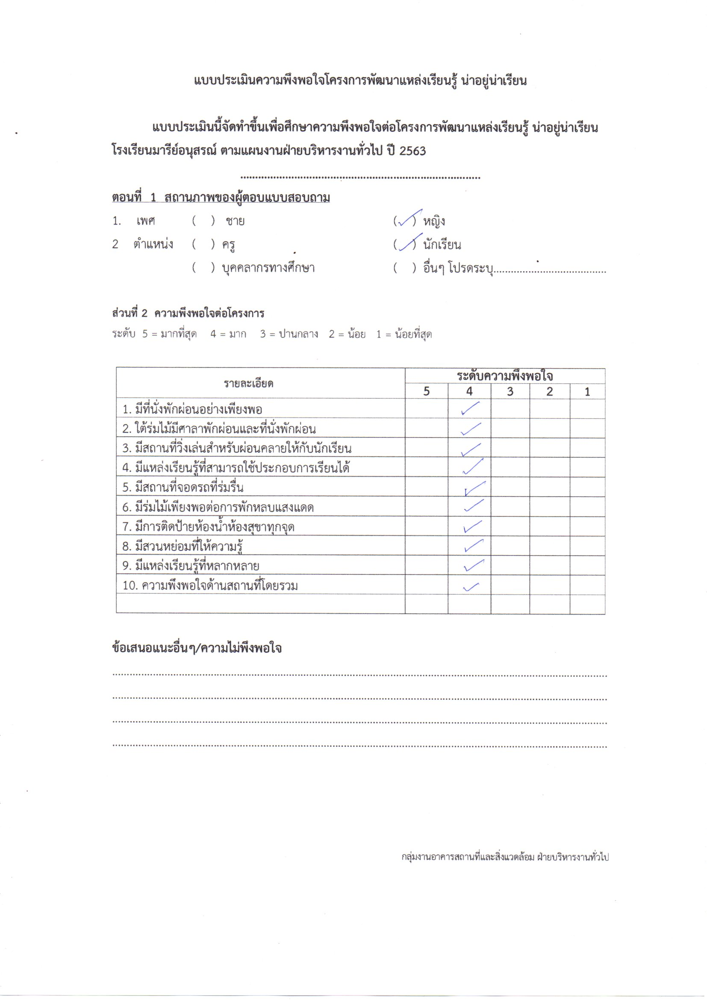 แบบประเมินความพึงพอใจโครงการพัฒนาแหล่งเรียนรู้ น่าอยู่น่าเรียน
แบบประเมินนี้จัดทำขึ้นเพื่อศึกษาความพึงพอใจต่อโครงการพัฒนาแหล่งเรียนรู้ น่าอยู่น่าเรียน
โรงเรียนมารีย์อนุสรณ์ ตามแผนงานฝ่ายบริหารงานทั่วไป ปี 2563
................................................................................
ตอนที่ 1 สถานภาพของผู้ตอบแบบสอบถาม
1. เพศ ( ) ชาย (✓) หญิง
2 ตำแหน่ง ( ) ครู (✓) นักเรียน
( ) บุคคลากรทางศึกษา ( ) อื่นๆ โปรดระบุ.......................................
ส่วนที่ 2 ความพึงพอใจต่อโครงการ
ระดับ 5 = มากที่สุด 4 = มาก 3 = ปานกลาง 2 = น้อย 1 = น้อยที่สุด
รายละเอียด ระดับความพึงพอใจ
5 4 3 2 1
1. มีที่นั่งพักผ่อนอย่างเพียงพอ ✓
2. ใต้ร่มไม้มีศาลาพักผ่อนและที่นั่งพักผ่อน ✓
3. มีสถานที่วิ่งเล่นสำหรับผ่อนคลายให้กับนักเรียน ✓
4. มีแหล่งเรียนรู้ที่สามารถใช้ประกอบการเรียนได้ ✓
5. มีสถานที่จอดรถที่ร่มรื่น ✓
6. มีร่มไม้เพียงพอต่อการพักหลบแสงแดด ✓
7. มีการติดป้ายห้องน้ำห้องสุขาทุกจุด ✓
8. มีสวนหย่อมที่ให้ความรู้ ✓
9. มีแหล่งเรียนรู้ที่หลากหลาย ✓
10. ความพึงพอใจด้านสถานที่โดยรวม ✓
ข้อเสนอแนะอื่นๆ/ความไม่พึงพอใจ
กลุ่มงานอาคารสถานที่และสิ่งแวดล้อม ฝ่ายบริหารงานทั่วไป